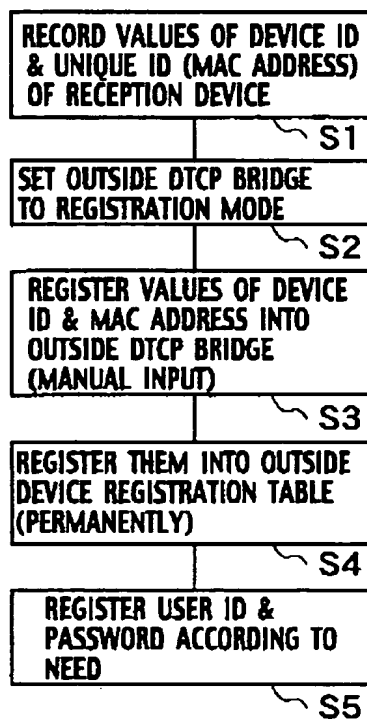 RECORD VALUES OF DEVICE ID
& UNIQUE ID (MAC ADDRESS)
OF RECEPTION DEVICE
S1
SET OUTSIDE DTCP BRIDGE
TO REGISTRATION MODE
S2
REGISTER VALUES OF DEVICE
ID & MAC ADDRESS INTO
OUTSIDE DTCP BRIDGE
(MANUAL INPUT)
S3
REGISTER THEM INTO OUTSIDE
DEVICE REGISTRATION TABLE
(PERMANENTLY)
S4
REGISTER USER ID &
PASSWORD ACCORDING TO
NEED
S5